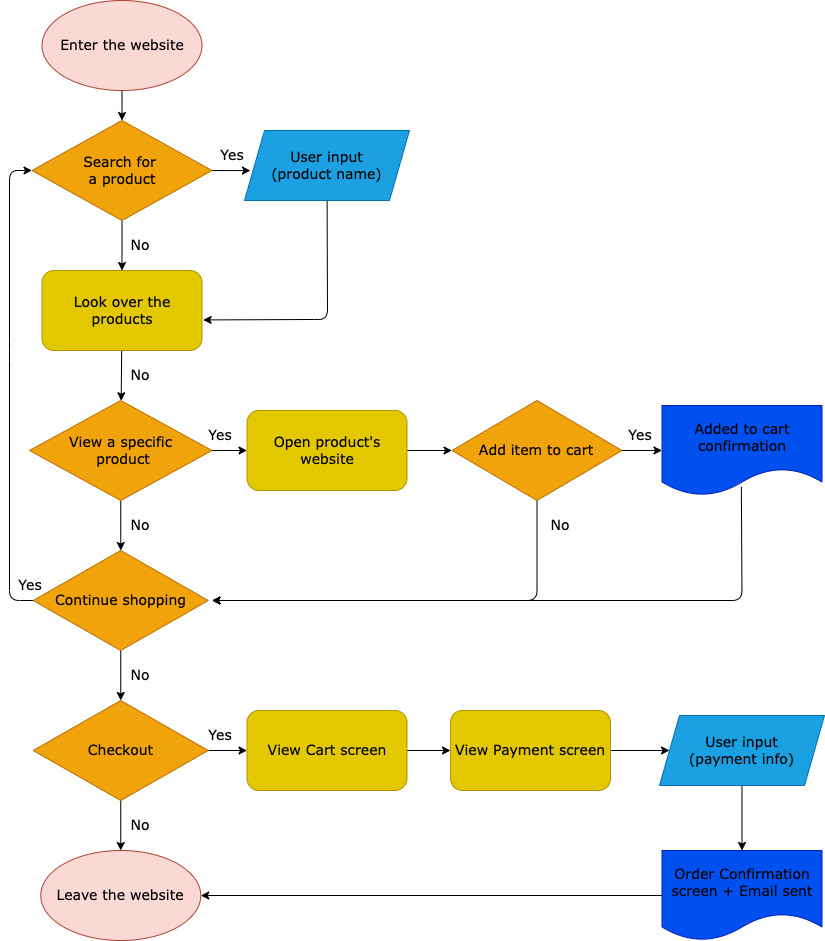 Enter the website
Search for
a product
Yes
User input
(product name)
No
Look over the
products
No
View a specific
product
Yes
Open product's
website
Add item to cart
Yes
Added to cart
confirmation
No
No
Yes
Continue shopping
No
Checkout
Yes
View Cart screen
View Payment screen
User input
(payment info)
No
Leave the website
Order Confirmation
screen + Email sent